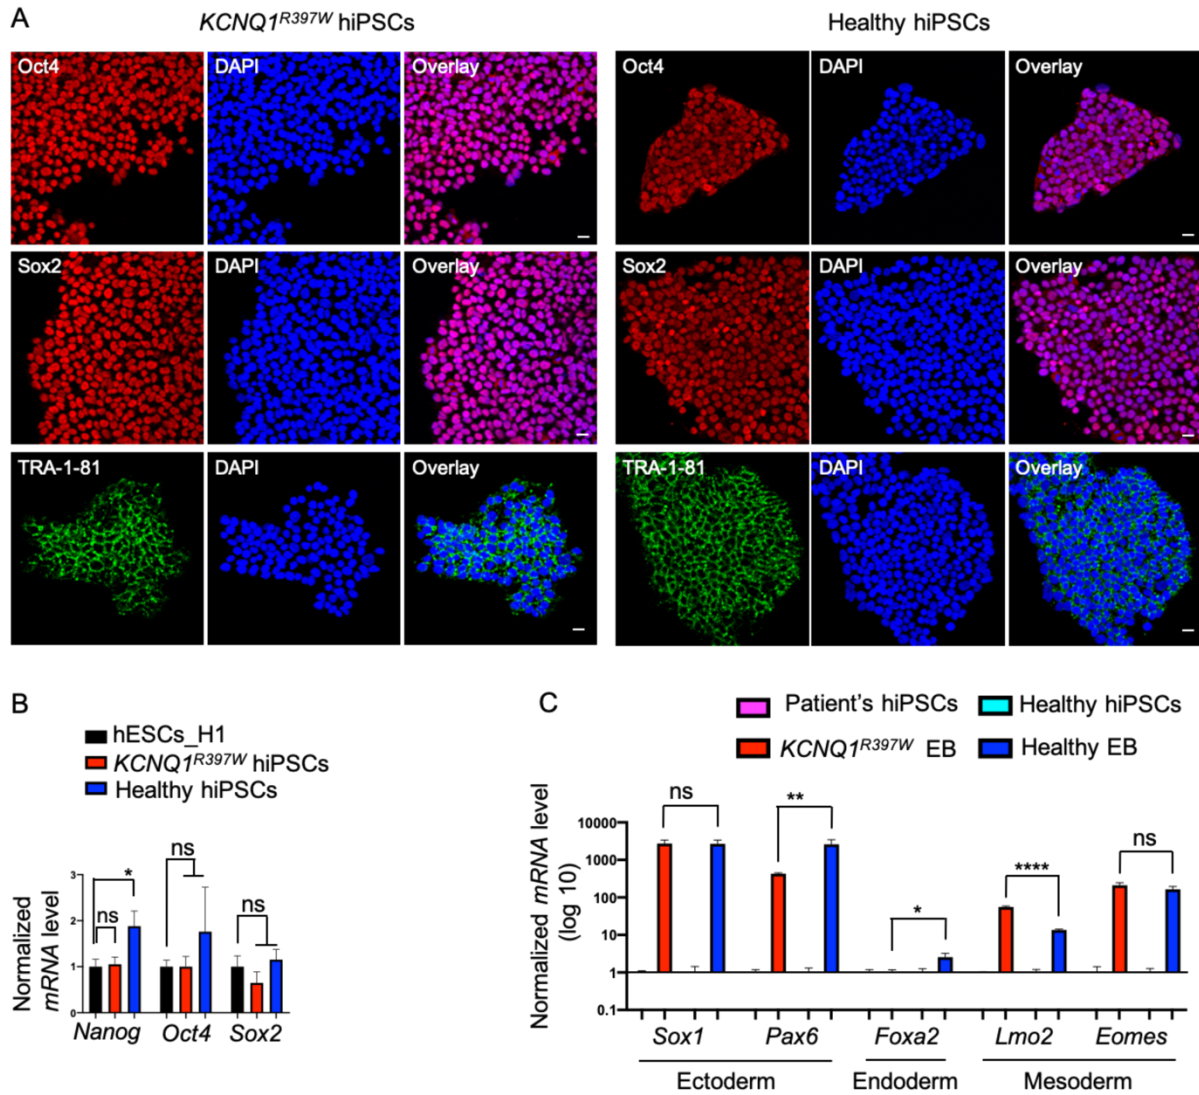 A
KCNQ1R397W hiPSCs
Healthy hiPSCs
Oct4 DAPI Overlay
Oct4 DAPI Overlay
Sox2 DAPI Overlay
Sox2 DAPI Overlay
TRA-1-81 DAPI Overlay
TRA-1-81 DAPI Overlay
B
hESCs_H1
KCNQ1R397W hiPSCs
Healthy hiPSCs
Normalized
mRNA level
3
2
1
0
ns
*
ns
ns
Nanog Oct4 Sox2
C
Patient's hiPSCs
Healthy hiPSCs
KCNQ1R397W EB
Healthy EB
Normalized mRNA level
(log 10)
10000
1000
100
10
1
0.1
ns
**
*
****
ns
Sox1 Pax6 Foxa2 Lmo2 Eomes
Ectoderm Endoderm Mesoderm